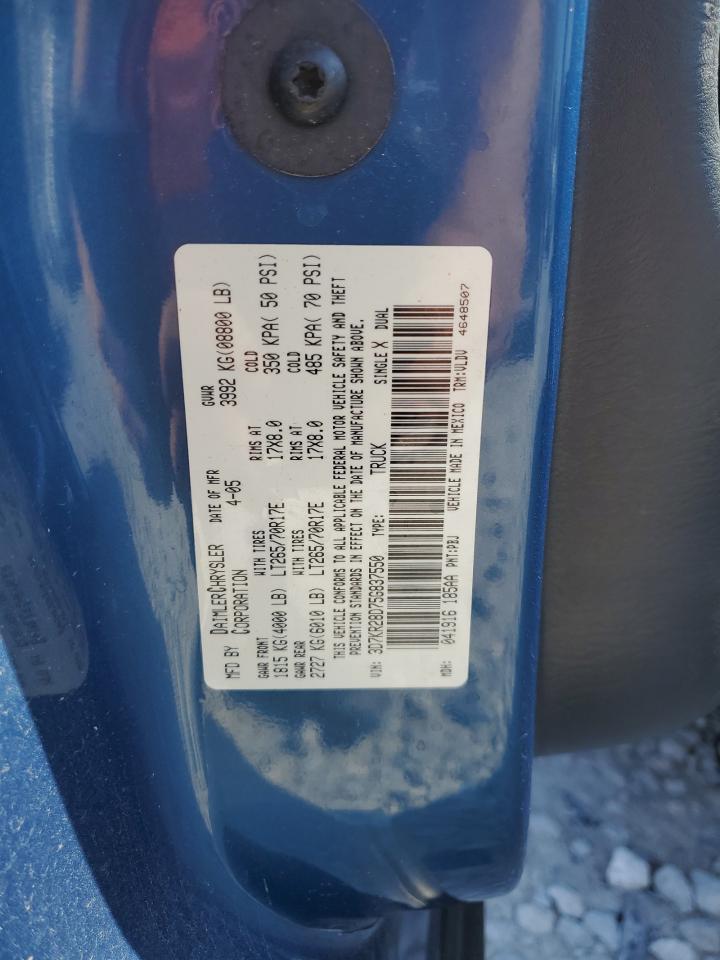 MFD BY DAIMLERCHRYSLER CORPORATION DATE OF MFR 4-05 GVWR 3992 KG(08800 LB)
GAWR FRONT WITH TIRES RIMS AT COLD
1815 KG(4000 LB) LT265/70R17E 17X8.0 350 KPA( 50 PSI)
GAWR REAR WITH TIRES RIMS AT COLD
2727 KG(6010 LB) LT265/70R17E 17X8.0 485 KPA( 70 PSI)
THIS VEHICLE CONFORMS TO ALL APPLICABLE FEDERAL MOTOR VEHICLE SAFETY AND THEFT
PREVENTION STANDARDS IN EFFECT ON THE DATE OF MANUFACTURE SHOWN ABOVE.
VIN: 3D7KR28D75G837550 TYPE: TRUCK SINGLE X DUAL
MDH: 041916 185AA PNT:PBJ VEHICLE MADE IN MEXICO TRM:VLDV 4648507